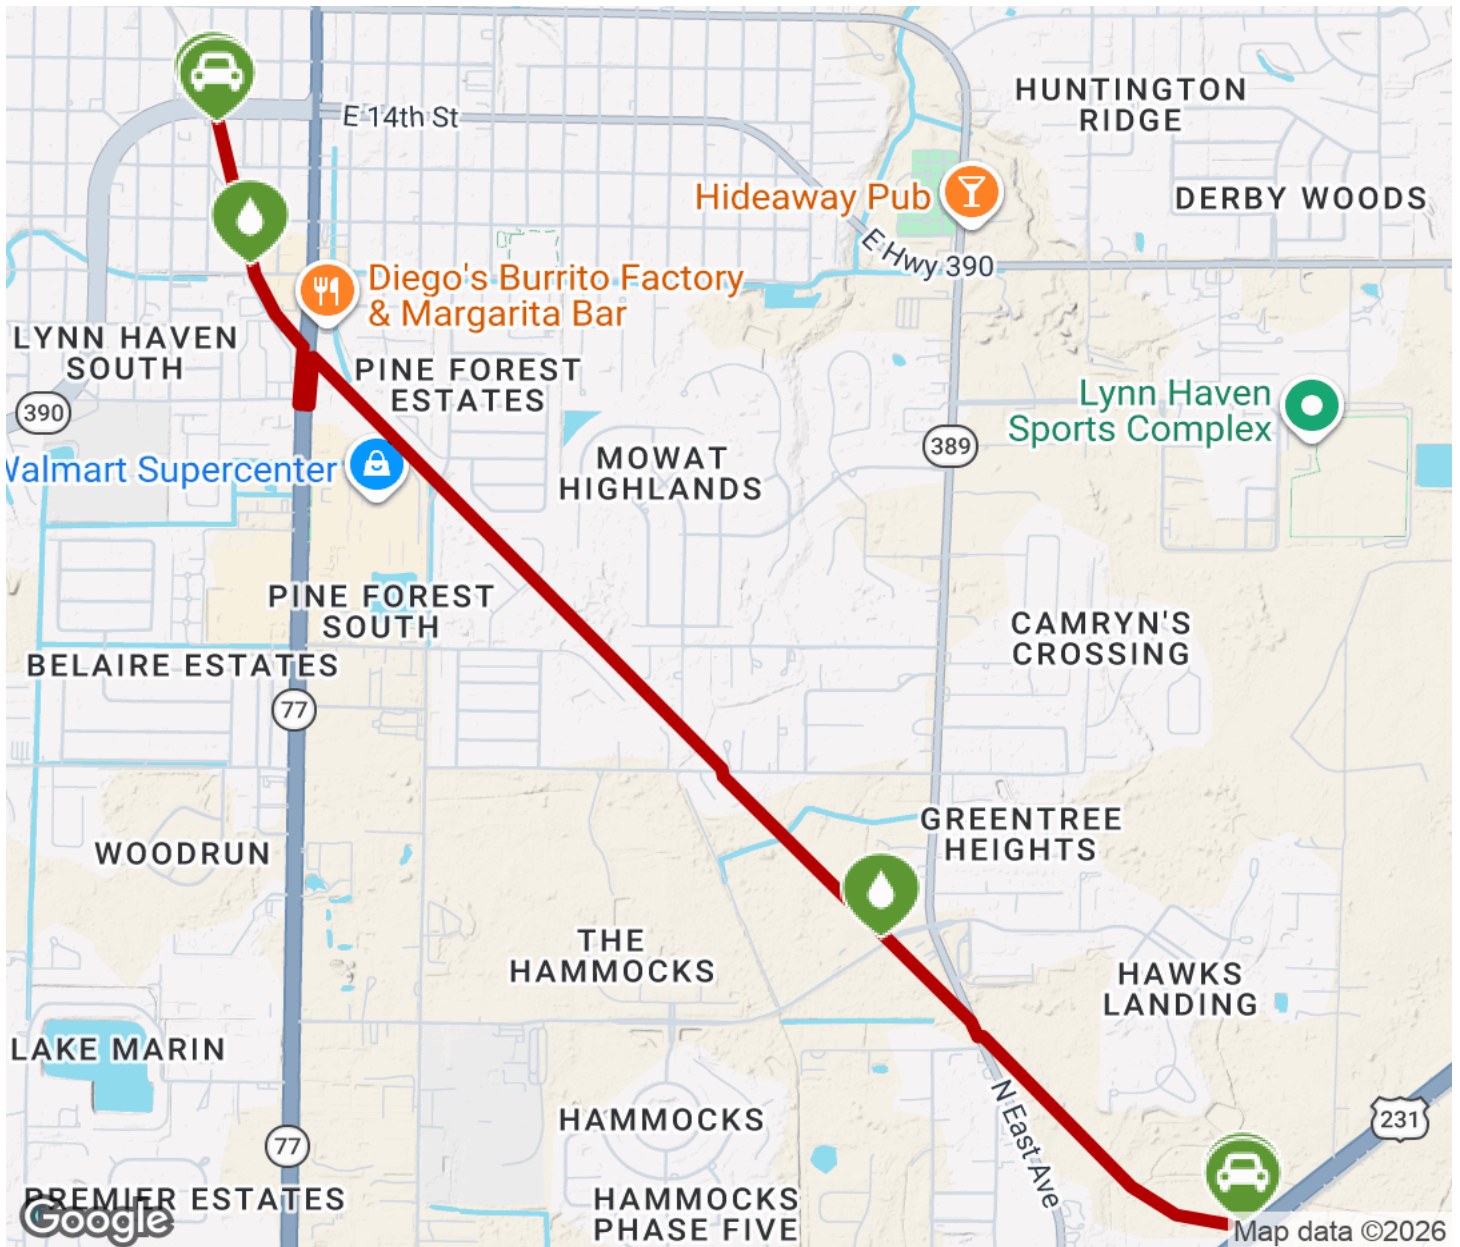 HUNTINGTON
RIDGE
E 14th St
Hideaway Pub
DERBY WOODS
E Hwy 390
Diego's Burrito Factory
& Margarita Bar
LYNN HAVEN
SOUTH
PINE FOREST
ESTATES
390
Lynn Haven
Sports Complex
389
Walmart Supercenter
MOWAT
HIGHLANDS
PINE FOREST
SOUTH
CAMRYN'S
CROSSING
BELAIRE ESTATES
77
GREENTREE
HEIGHTS
WOODRUN
THE
HAMMOCKS
HAWKS
LANDING
LAKE MARIN
N East Ave
HAMMOCKS
231
77
PREMIER ESTATES
HAMMOCKS
PHASE FIVE
Google
Map data ©2026